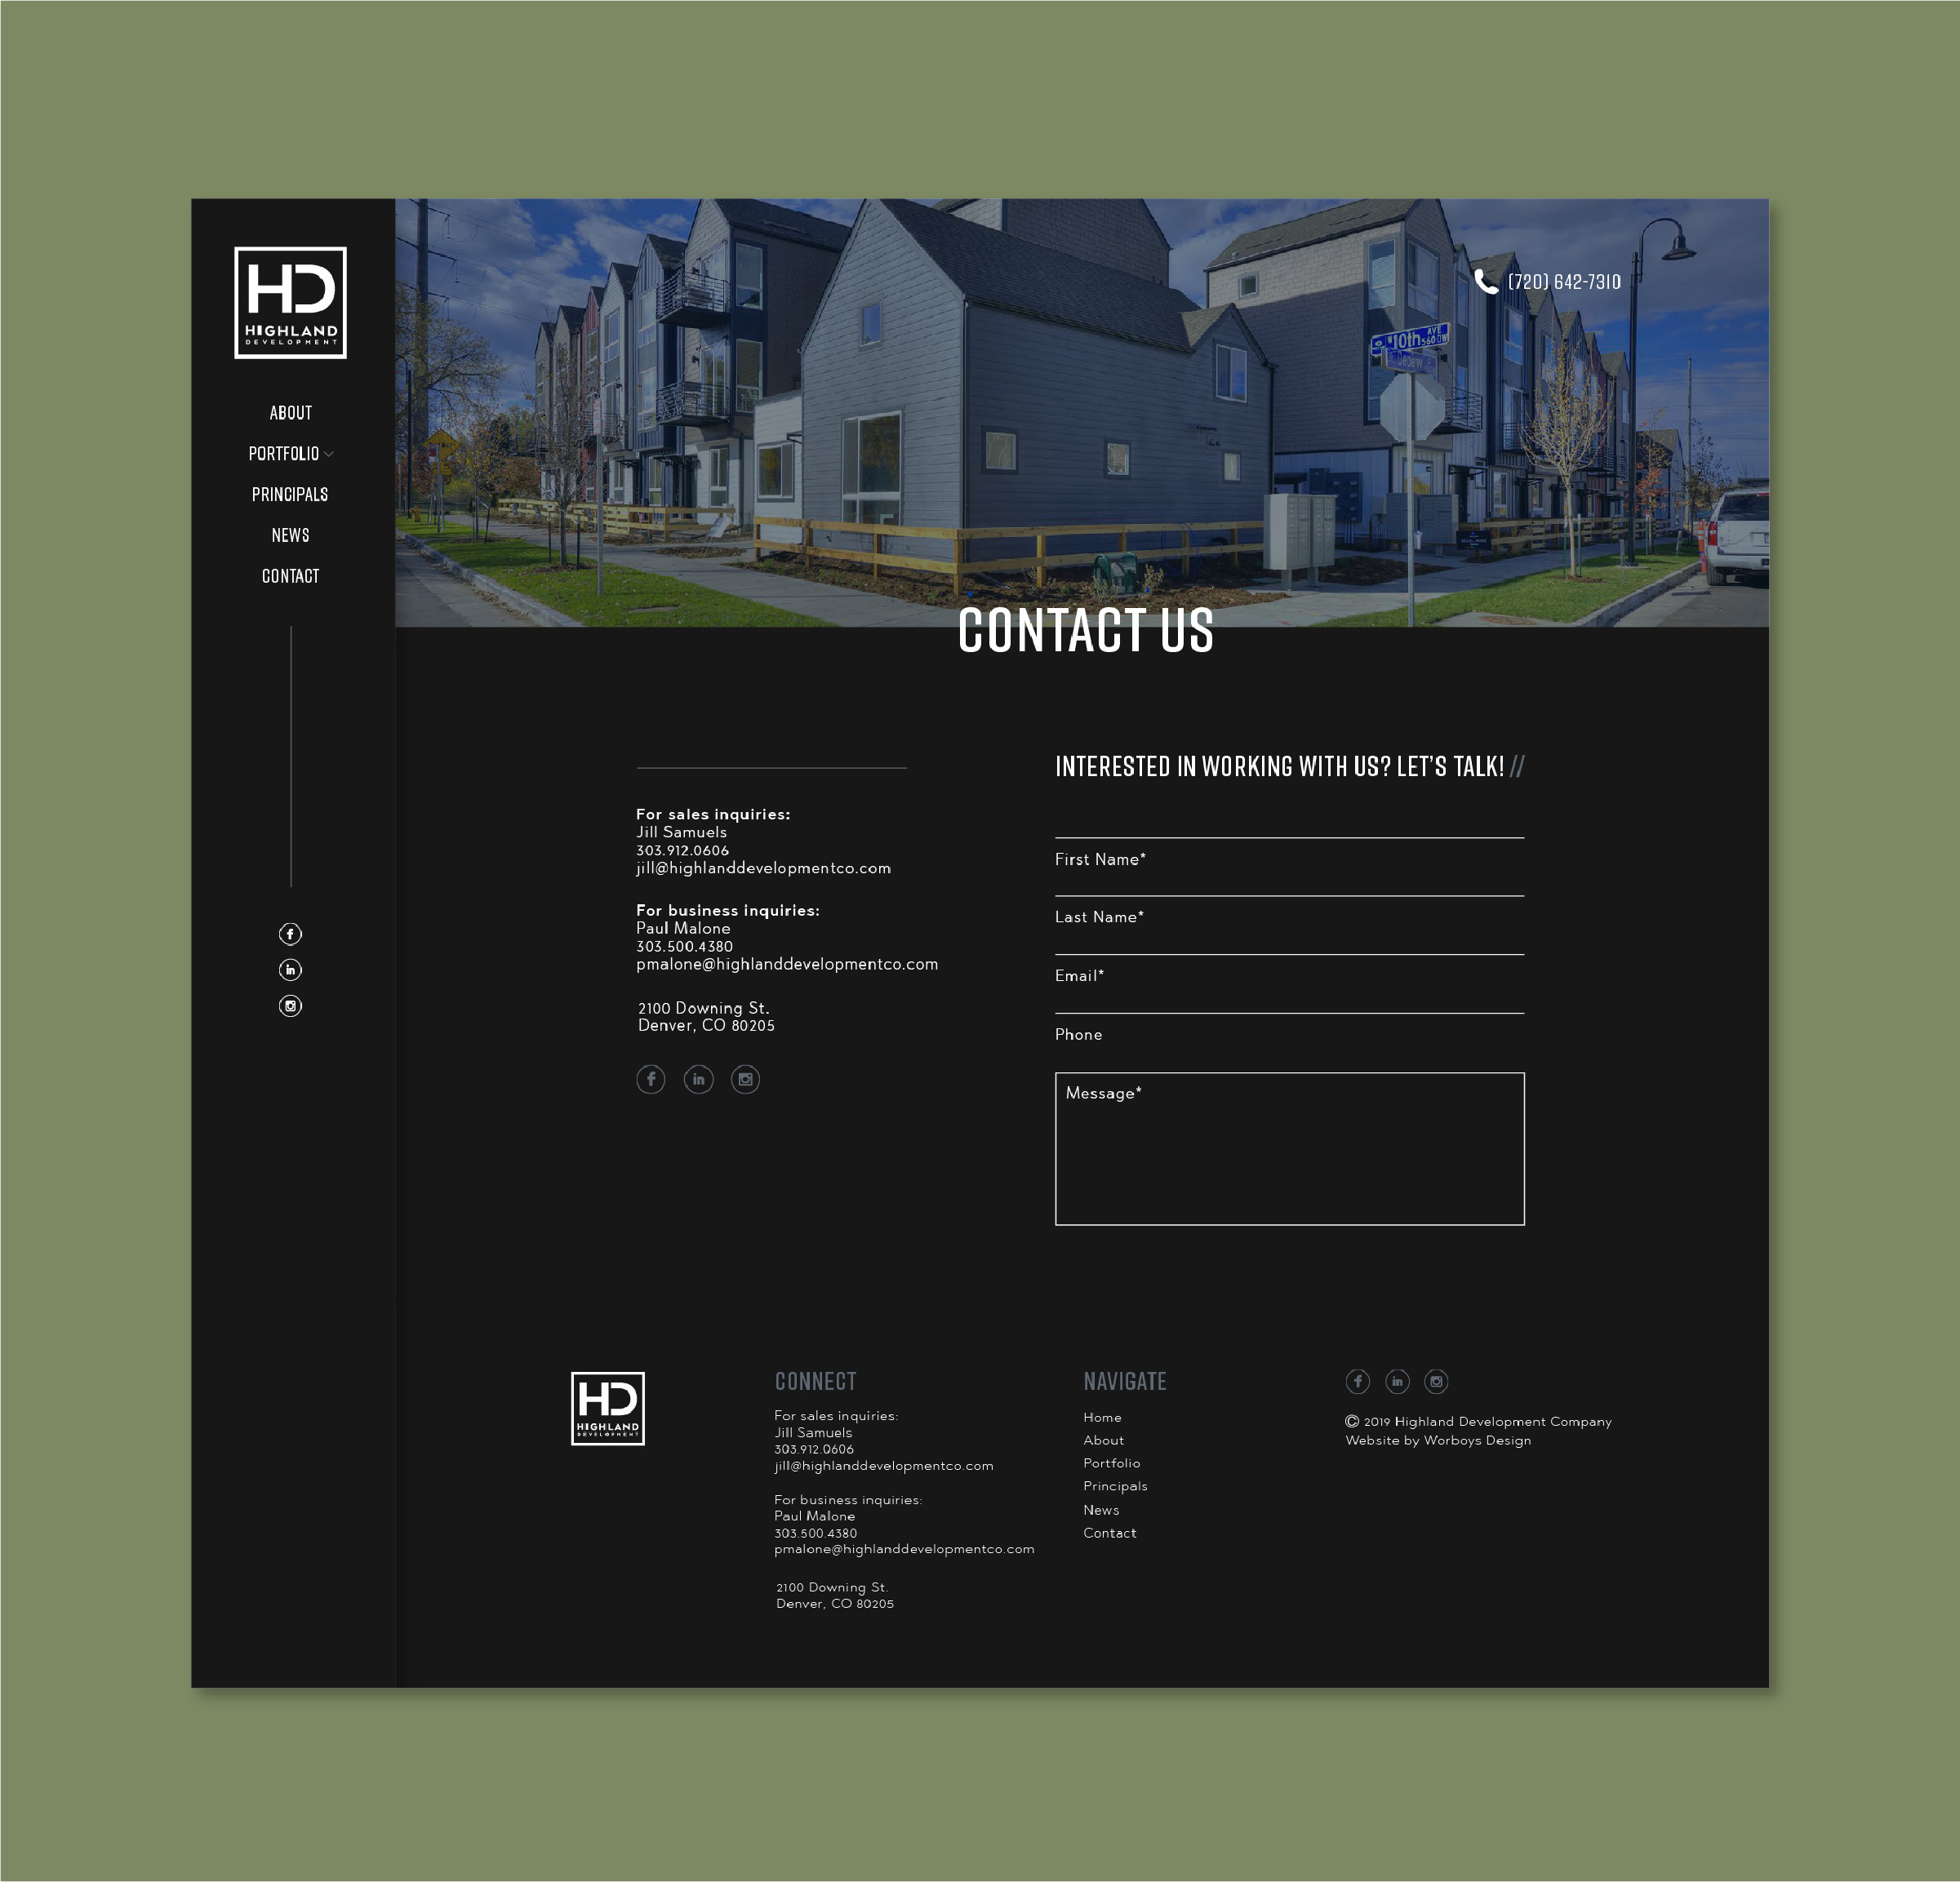 HD
HIGHLAND
DEVELOPMENT
ABOUT
PORTFOLIO
PRINCIPALS
NEWS
CONTACT
(720) 642-7310
10th AVE
CONTACT US
For sales inquiries:
Jill Samuels
303.912.0606
jill@highlanddevelopmentco.com
For business inquiries:
Paul Malone
303.500.4380
pmalone@highlanddevelopmentco.com
2100 Downing St.
Denver, CO 80205
INTERESTED IN WORKING WITH US? LET'S TALK! //
First Name*
Last Name*
Email*
Phone
Message*
HD
HIGHLAND
DEVELOPMENT
CONNECT
For sales inquiries:
Jill Samuels
303.912.0606
jill@highlanddevelopmentco.com
For business inquiries:
Paul Malone
303.500.4380
pmalone@highlanddevelopmentco.com
2100 Downing St.
Denver, CO 80205
NAVIGATE
Home
About
Portfolio
Principals
News
Contact
© 2019 Highland Development Company
Website by Worboys Design